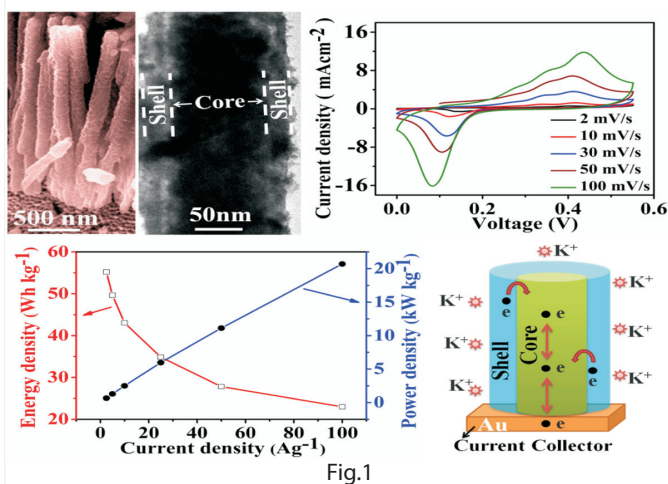 500 nm
Shell
Core
Shell
50nm
Current density ( mAcm-2)
12
6
0
-8
-16
2 mV/s
10 mV/s
30 mV/s
50 mV/s
100 mV/s
0.0
0.2
0.4
0.6
Voltage (V)
Energy density (Wh kg-1)
60
50
40
30
20
0
20
40
60
80
100
Current density (Ag-1)
20
15
10
5
0
Power density (kW kg-1)
K+
K+
K+
K+
K+
K+
K+
e
e
e
e
e
Shell
Core
Au
Current Collector
Fig.1